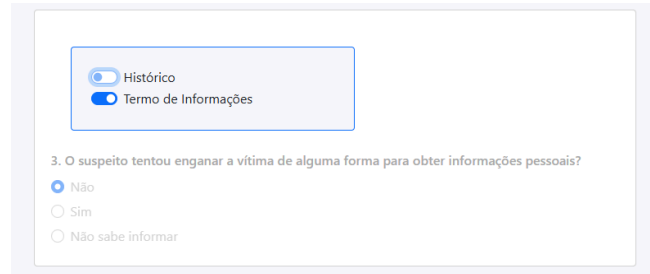 Histórico
Termo de Informações
3. O suspeito tentou enganar a vítima de alguma forma para obter informações pessoais?
Não
Sim
Não sabe informar